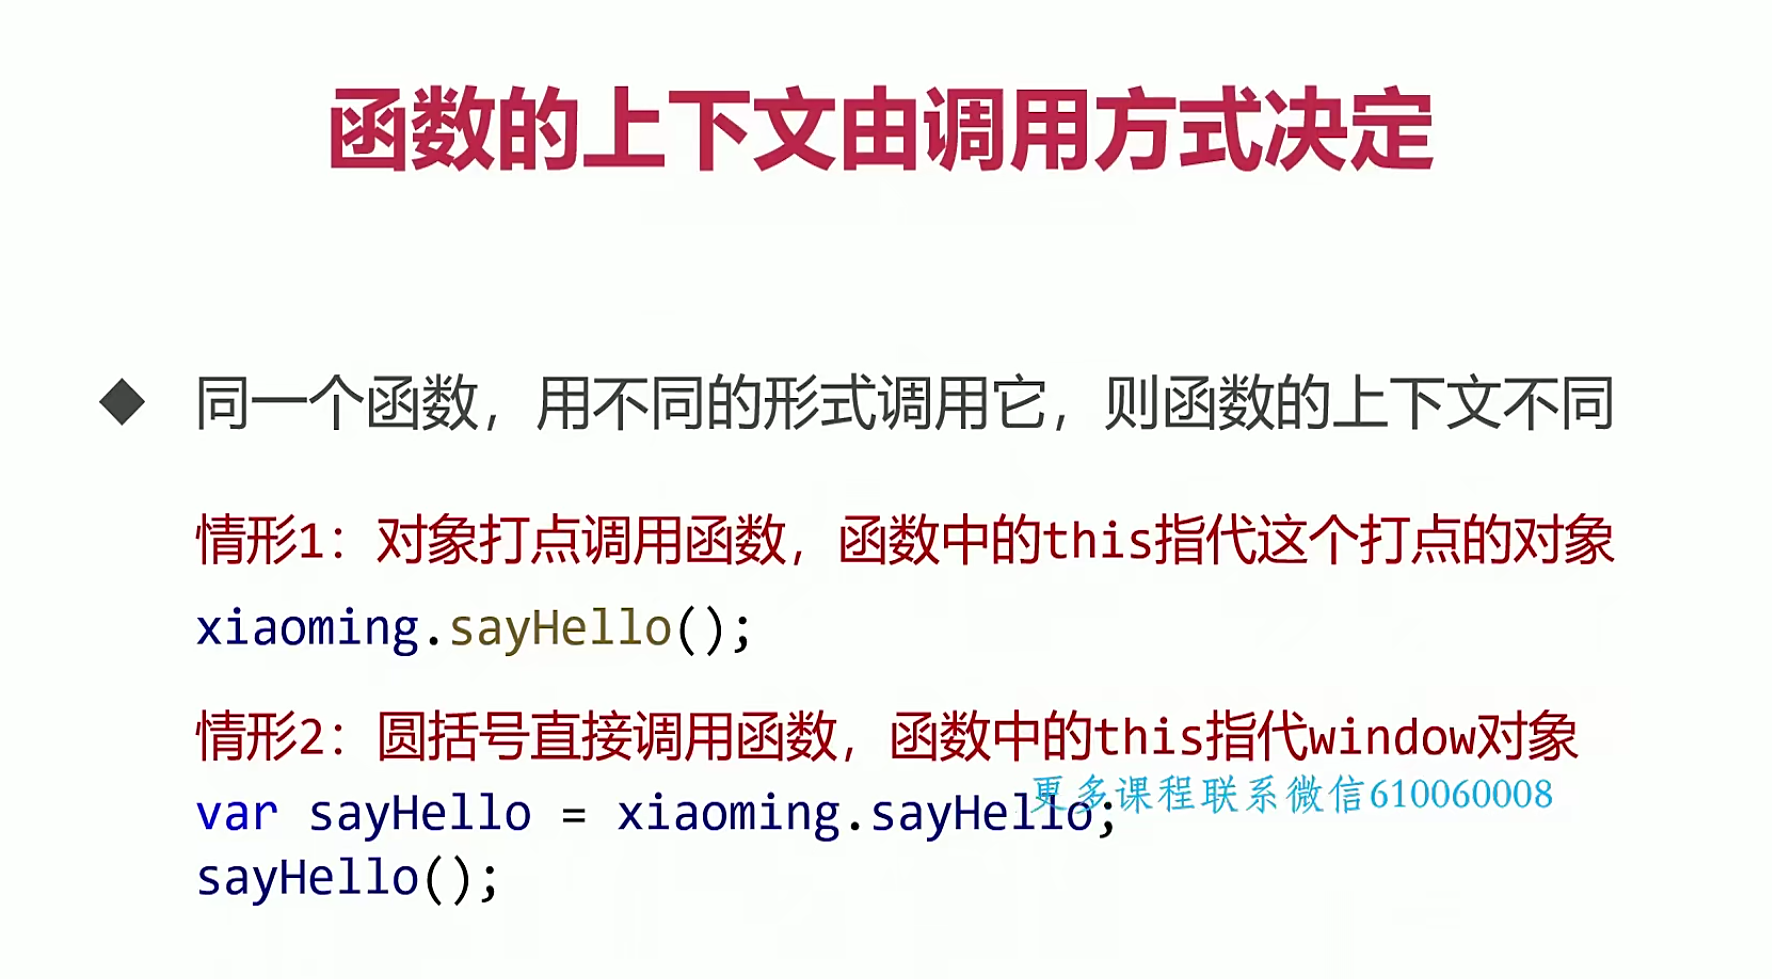 函数的上下文由调用方式决定
◆ 同一个函数，用不同的形式调用它，则函数的上下文不同
情形1：对象打点调用函数，函数中的this指代这个打点的对象
xiaoming.sayHello();
情形2：圆括号直接调用函数，函数中的this指代window对象
更多课程联系微信610060008
var sayHello = xiaoming.sayHello;
sayHello();